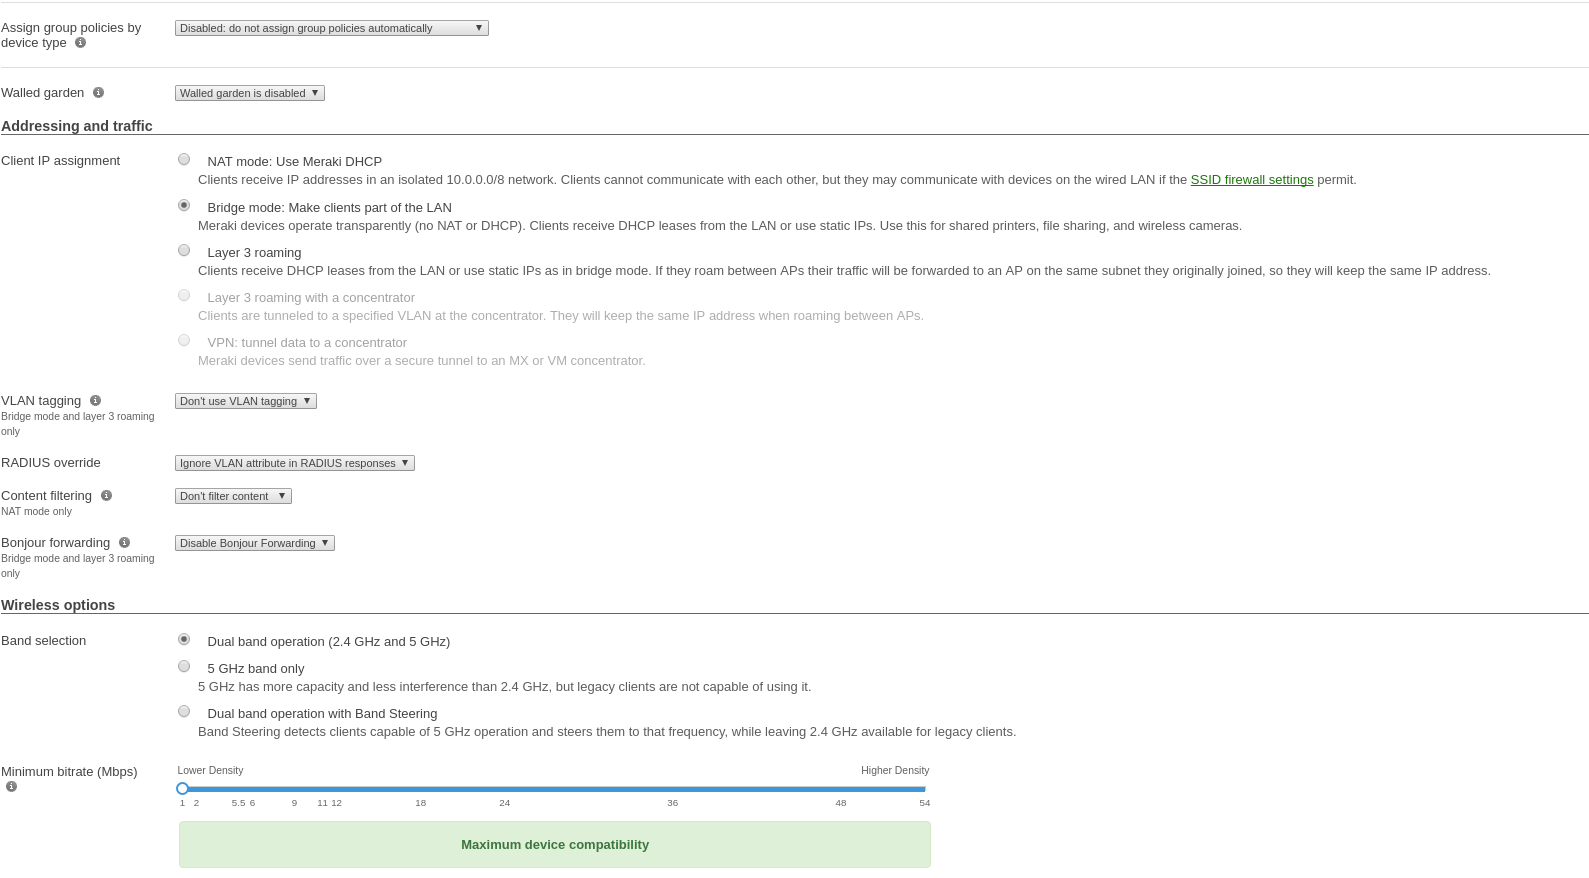 Assign group policies by
device type
Disabled: do not assign group policies automatically
Walled garden
Walled garden is disabled
Addressing and traffic
Client IP assignment
NAT mode: Use Meraki DHCP
Clients receive IP addresses in an isolated 10.0.0.0/8 network. Clients cannot communicate with each other, but they may communicate with devices on the wired LAN if the SSID firewall settings permit.
Bridge mode: Make clients part of the LAN
Meraki devices operate transparently (no NAT or DHCP). Clients receive DHCP leases from the LAN or use static IPs. Use this for shared printers, file sharing, and wireless cameras.
Layer 3 roaming
Clients receive DHCP leases from the LAN or use static IPs as in bridge mode. If they roam between APs their traffic will be forwarded to an AP on the same subnet they originally joined, so they will keep the same IP address.
Layer 3 roaming with a concentrator
Clients are tunneled to a specified VLAN at the concentrator. They will keep the same IP address when roaming between APs.
VPN: tunnel data to a concentrator
Meraki devices send traffic over a secure tunnel to an MX or VM concentrator.
VLAN tagging
Bridge mode and layer 3 roaming
only
Don't use VLAN tagging
RADIUS override
Ignore VLAN attribute in RADIUS responses
Content filtering
NAT mode only
Don't filter content
Bonjour forwarding
Bridge mode and layer 3 roaming
only
Disable Bonjour Forwarding
Wireless options
Band selection
Dual band operation (2.4 GHz and 5 GHz)
5 GHz band only
5 GHz has more capacity and less interference than 2.4 GHz, but legacy clients are not capable of using it.
Dual band operation with Band Steering
Band Steering detects clients capable of 5 GHz operation and steers them to that frequency, while leaving 2.4 GHz available for legacy clients.
Minimum bitrate (Mbps)
Lower Density Higher Density
1 2 5.5 6 9 11 12 18 24 36 48 54
Maximum device compatibility